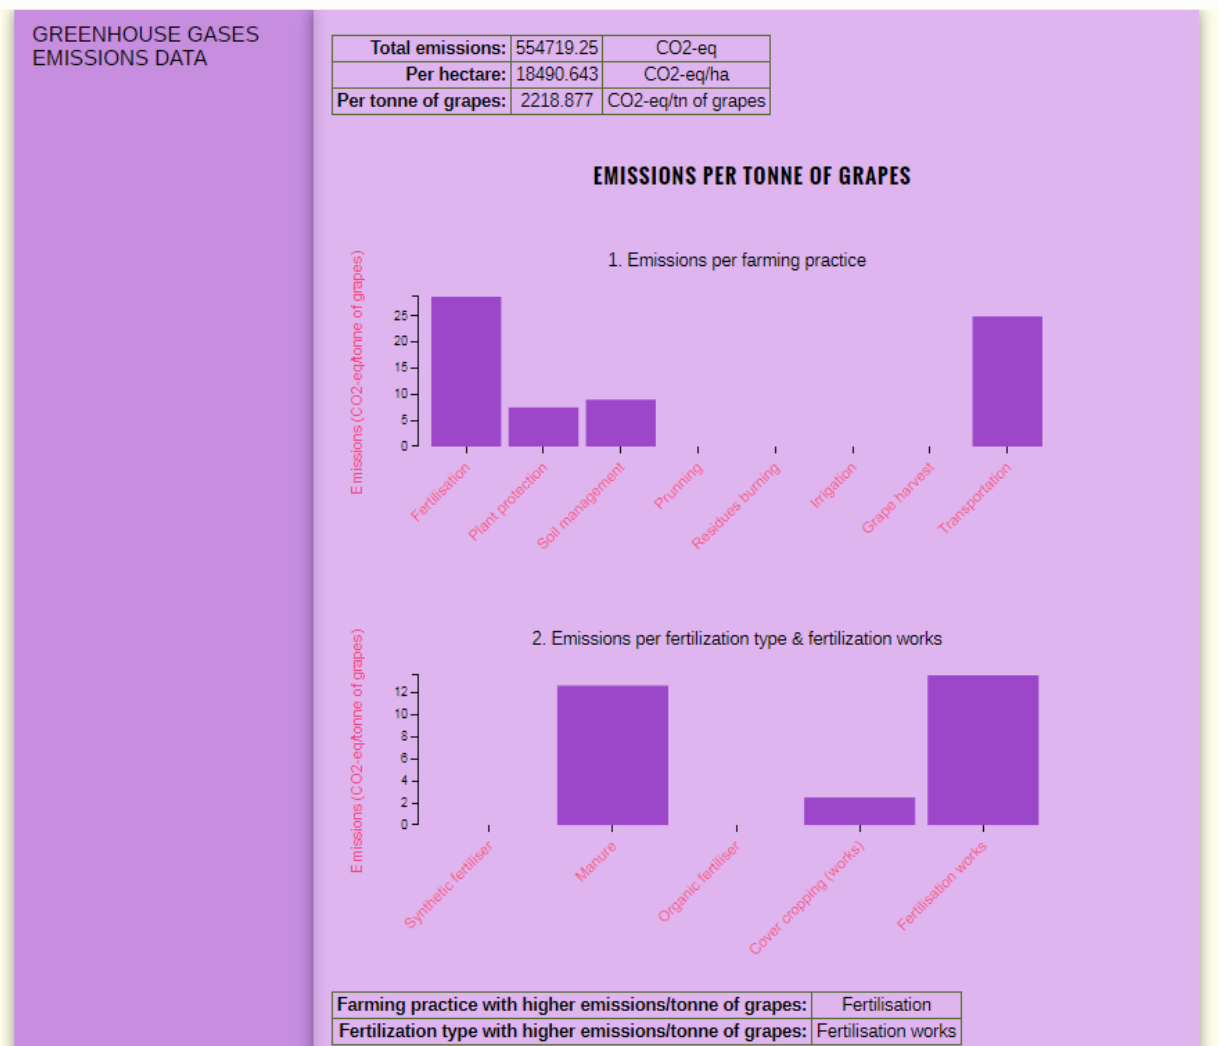 GREENHOUSE GASES
EMISSIONS DATA
Total emissions: 554719.25 CO2-eq
Per hectare: 18490.643 CO2-eq/ha
Per tonne of grapes: 2218.877 CO2-eq/tn of grapes
EMISSIONS PER TONNE OF GRAPES
1. Emissions per farming practice
Emissions (CO2-eq/tonne of grapes)
25
20
15
10
5
0
Fertilisation
Plant protection
Soil management
Prunning
Residues burning
Irrigation
Grape harvest
Transportation
2. Emissions per fertilization type & fertilization works
Emissions (CO2-eq/tonne of grapes)
12
10
8
6
4
2
0
Synthetic fertiliser
Manure
Organic fertiliser
Cover cropping (works)
Fertilisation works
Farming practice with higher emissions/tonne of grapes: Fertilisation
Fertilization type with higher emissions/tonne of grapes: Fertilisation works